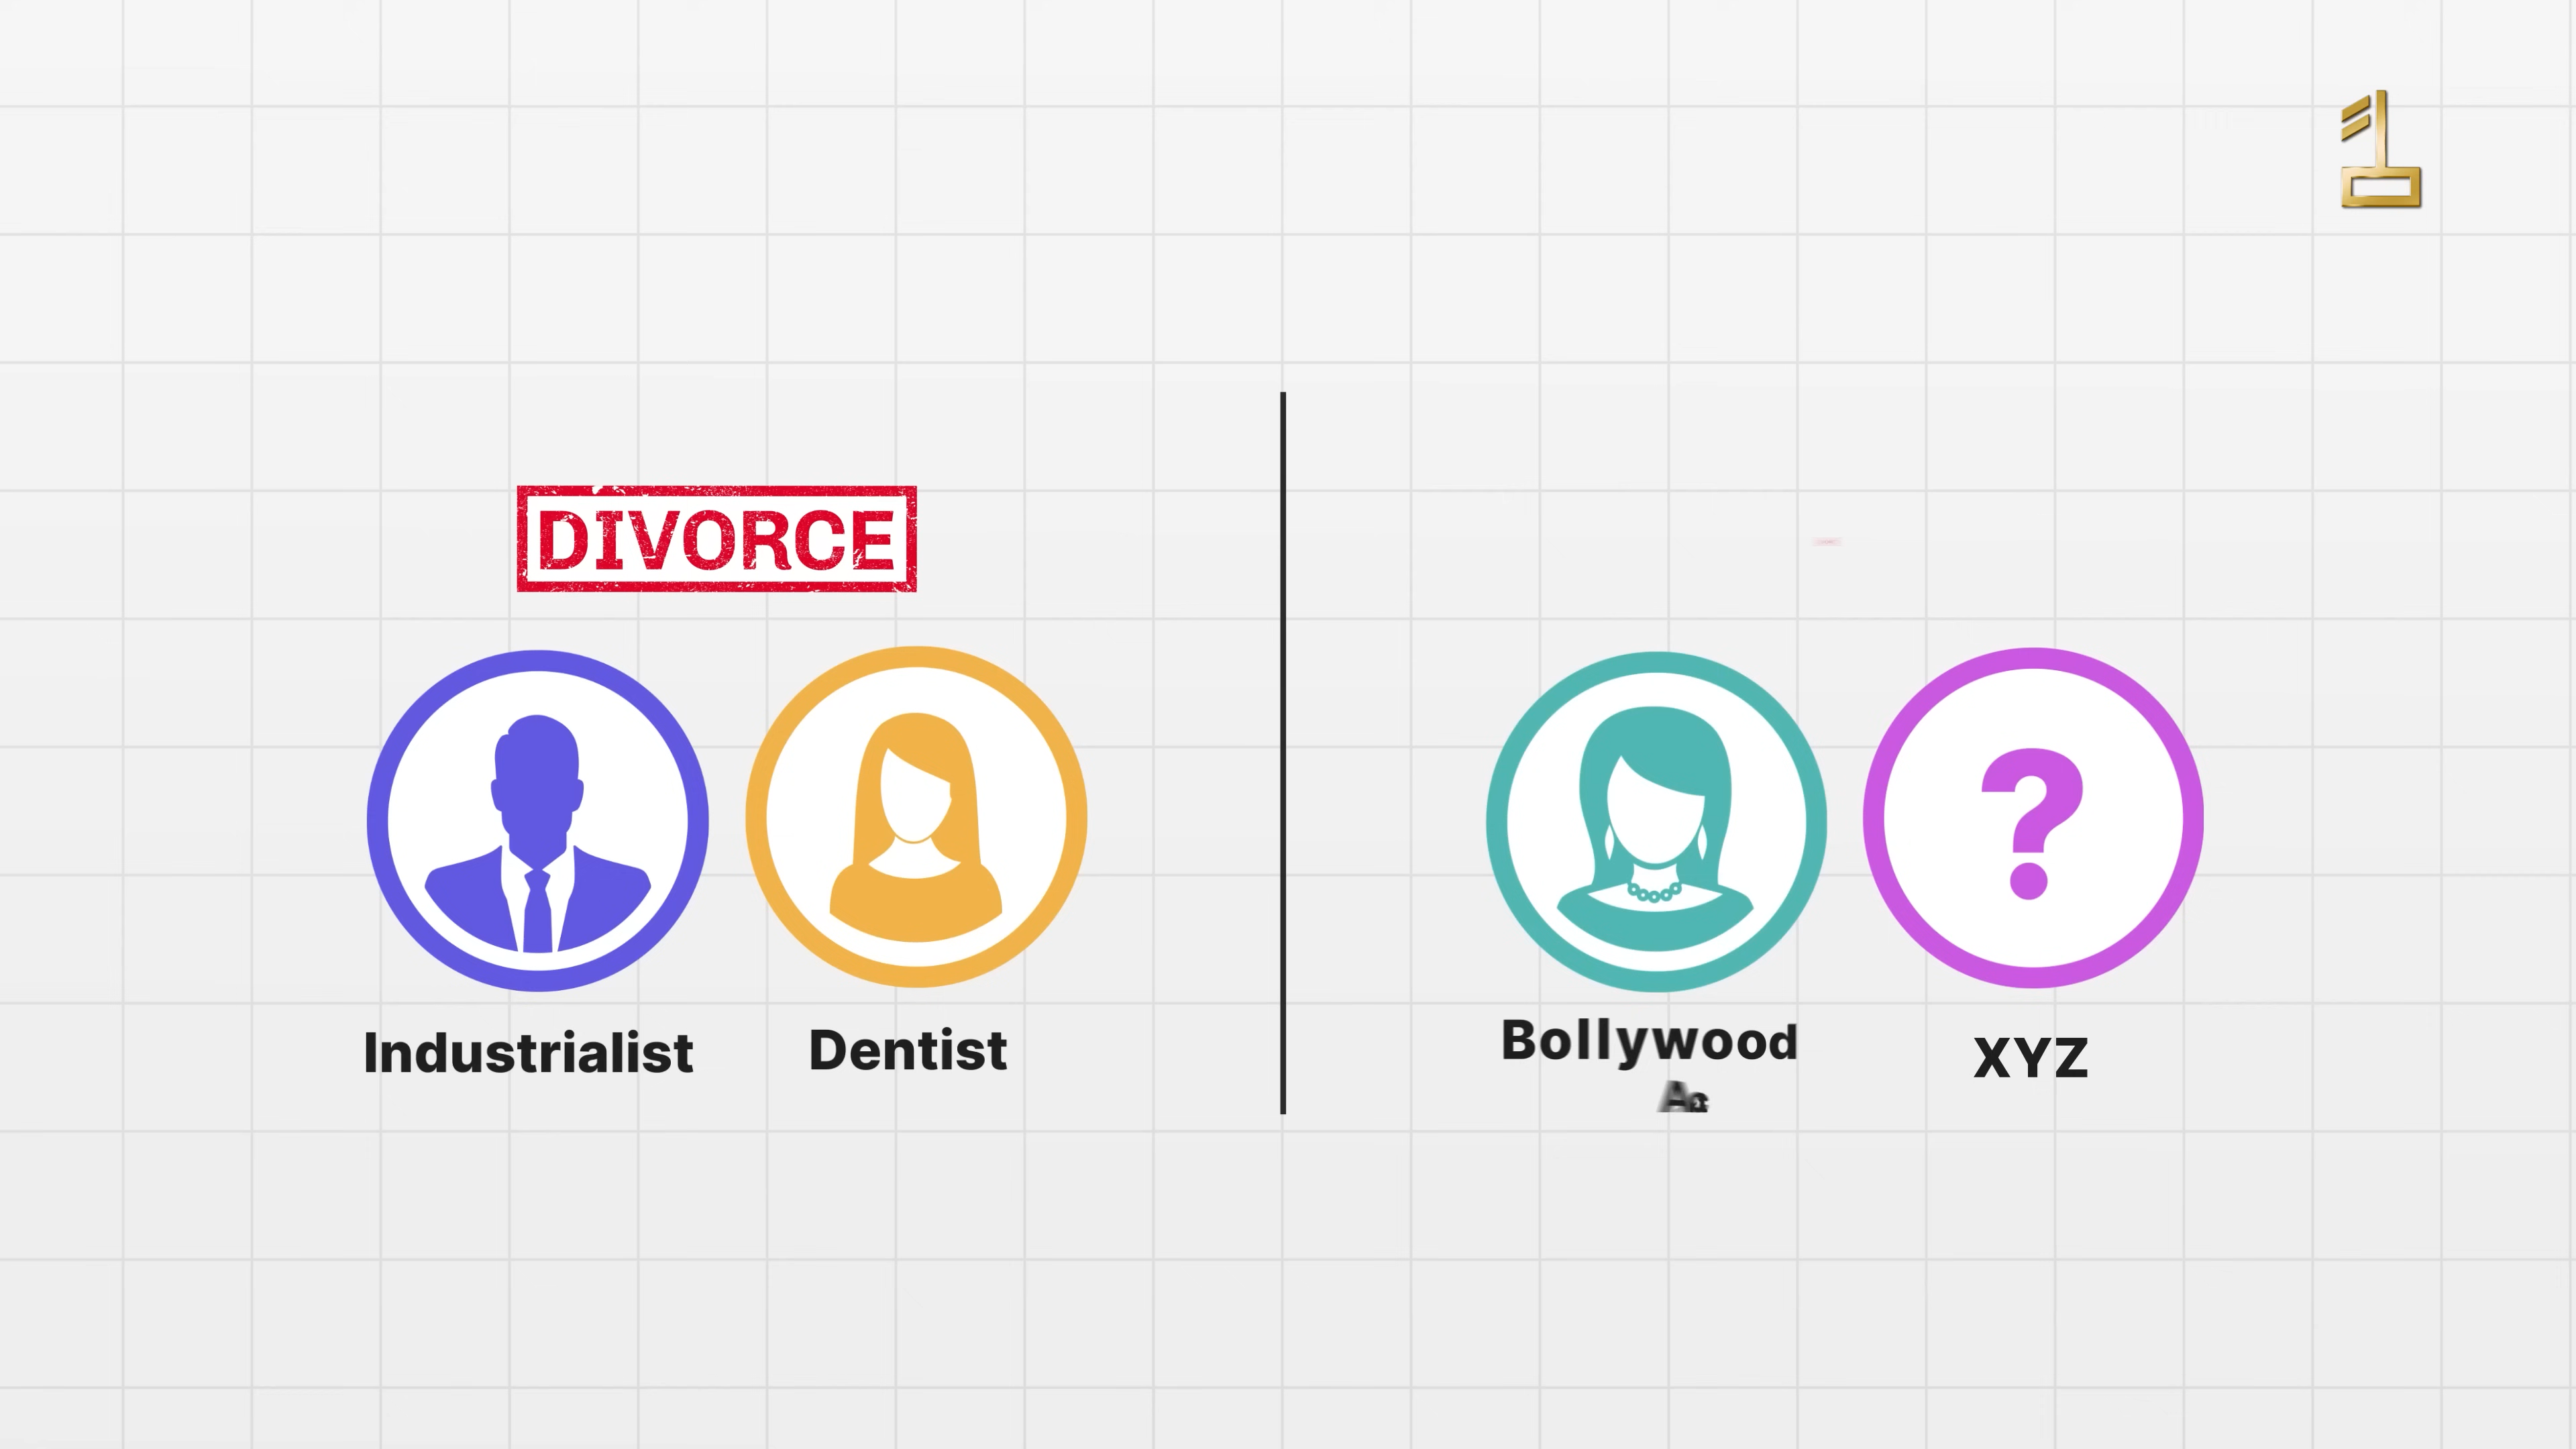 DIVORCE
Industrialist
Dentist
Bollywood
XYZ
?